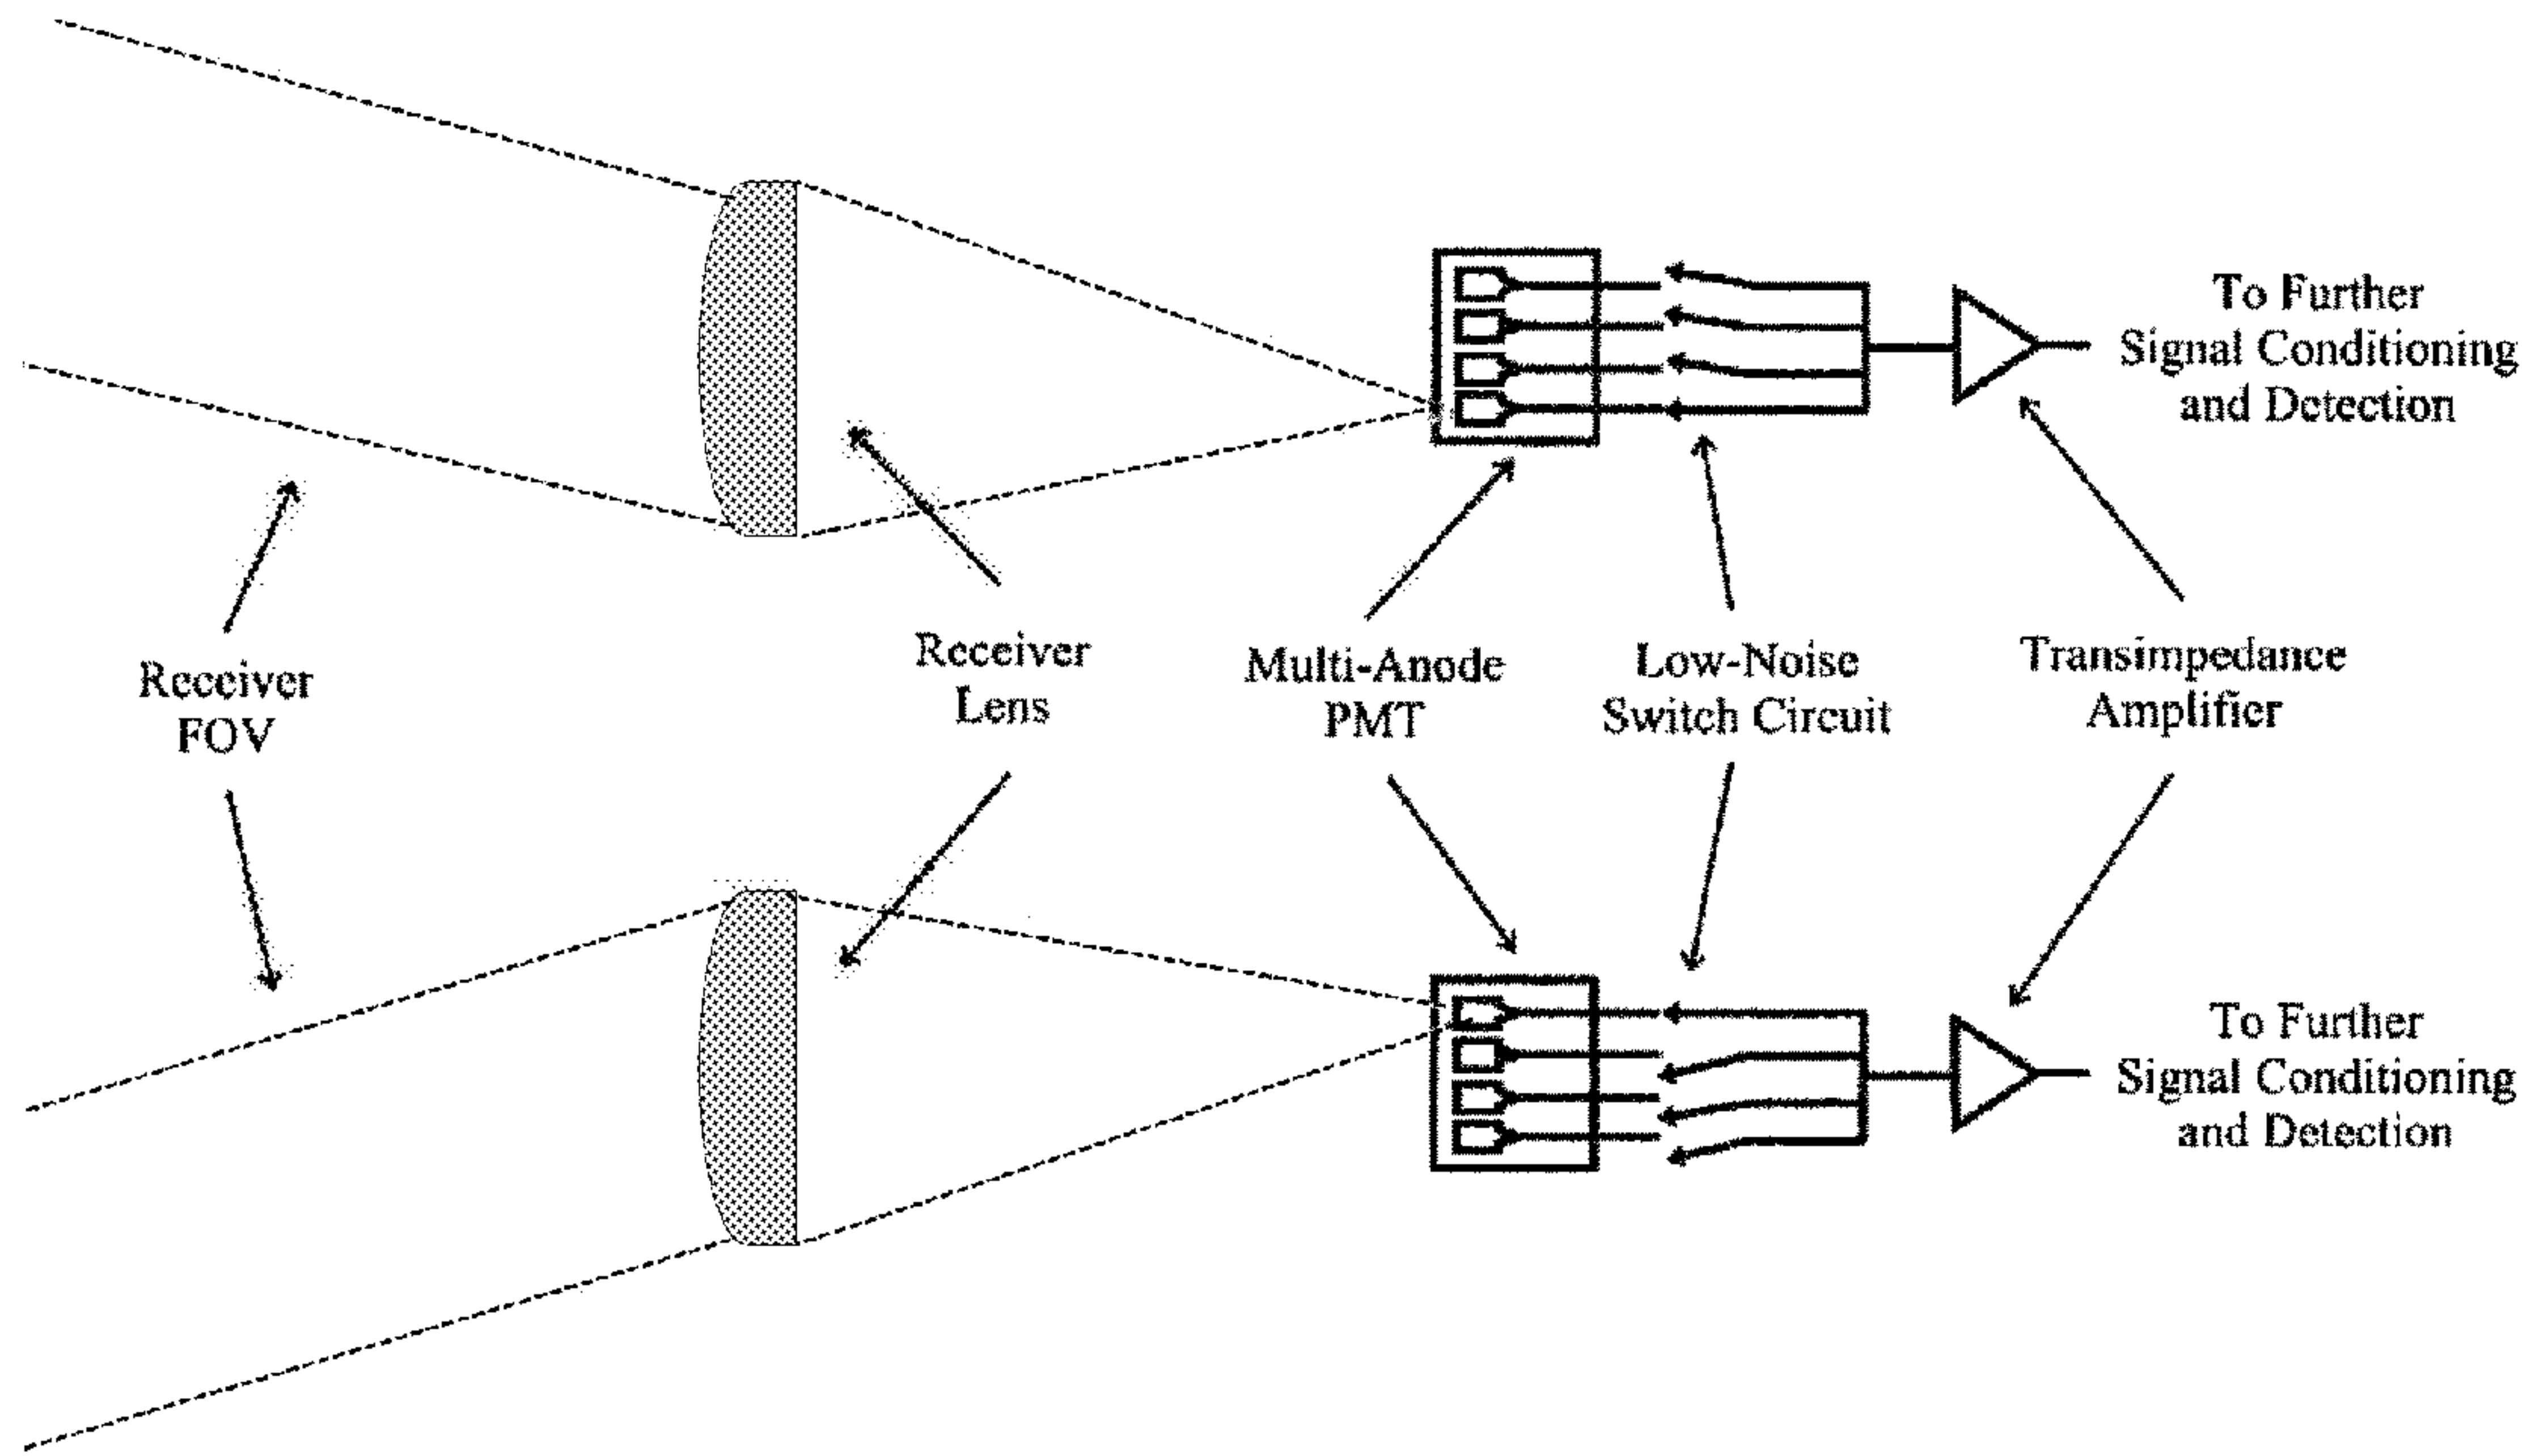 To Further
Signal Conditioning
and Detection
Receiver
FOV
Receiver
Lens
Multi-Anode
PMT
Low-Noise
Switch Circuit
Transimpedance
Amplifier
To Further
Signal Conditioning
and Detection